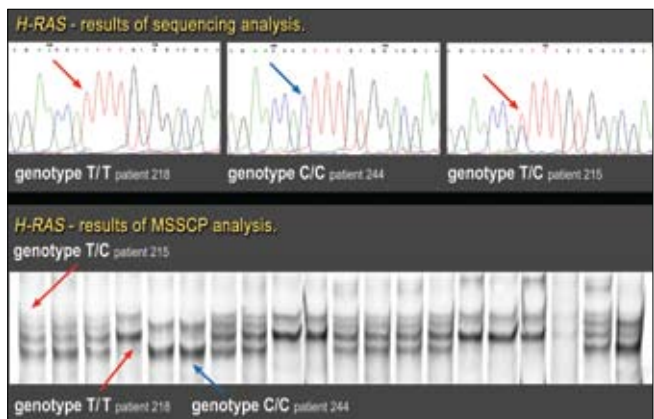 H-RAS - results of sequencing analysis.
genotype T/T patient 218
genotype C/C patient 244
genotype T/C patient 215
H-RAS - results of MSSCP analysis.
genotype T/C patient 215
genotype T/T patient 218
genotype C/C patient 244